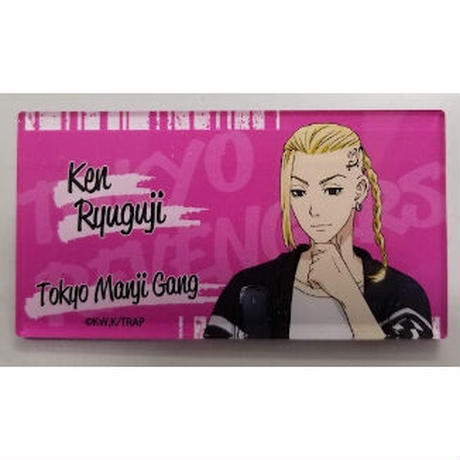 TOKYO
REVENGERS
Ken
Ryuguji
Tokyo Manji Gang
©KW,K/TRAP